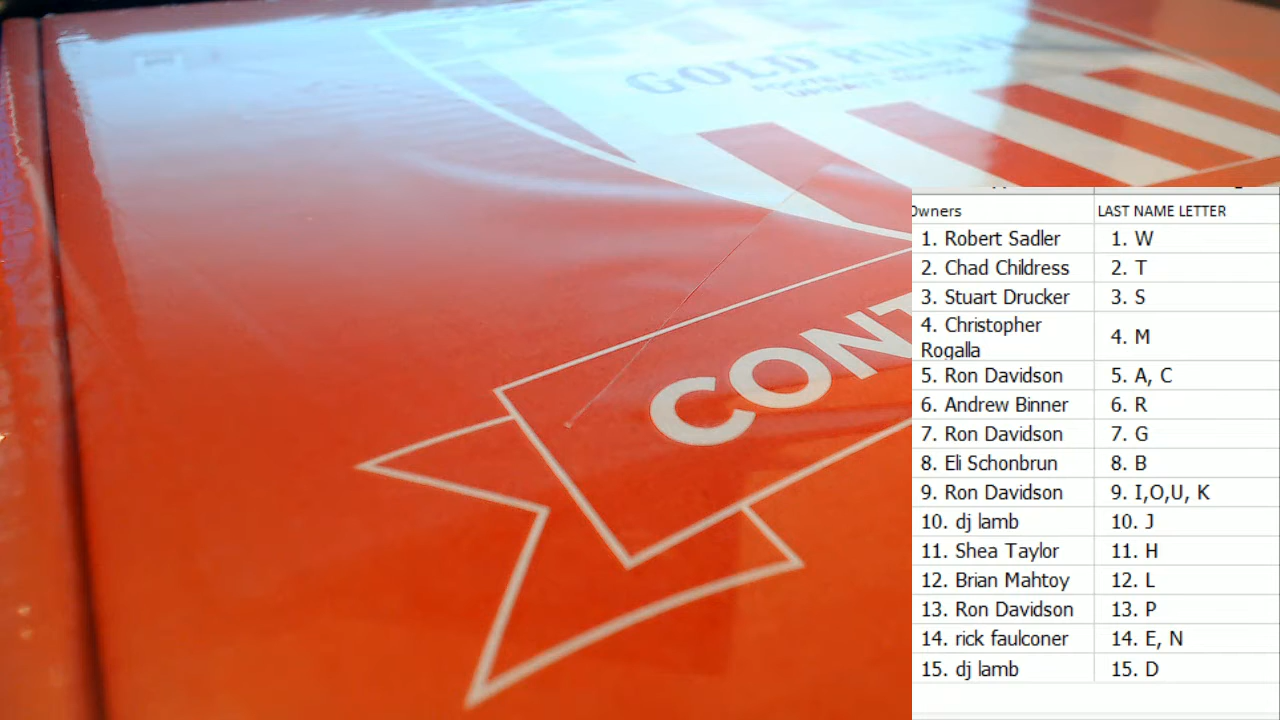 GOLD RUSH
CONT
Owners LAST NAME LETTER
1. Robert Sadler 1. W
2. Chad Childress 2. T
3. Stuart Drucker 3. S
4. Christopher
Rogalla 4. M
5. Ron Davidson 5. A, C
6. Andrew Binner 6. R
7. Ron Davidson 7. G
8. Eli Schonbrun 8. B
9. Ron Davidson 9. I,O,U, K
10. dj lamb 10. J
11. Shea Taylor 11. H
12. Brian Mahtoy 12. L
13. Ron Davidson 13. P
14. rick faulconer 14. E, N
15. dj lamb 15. D